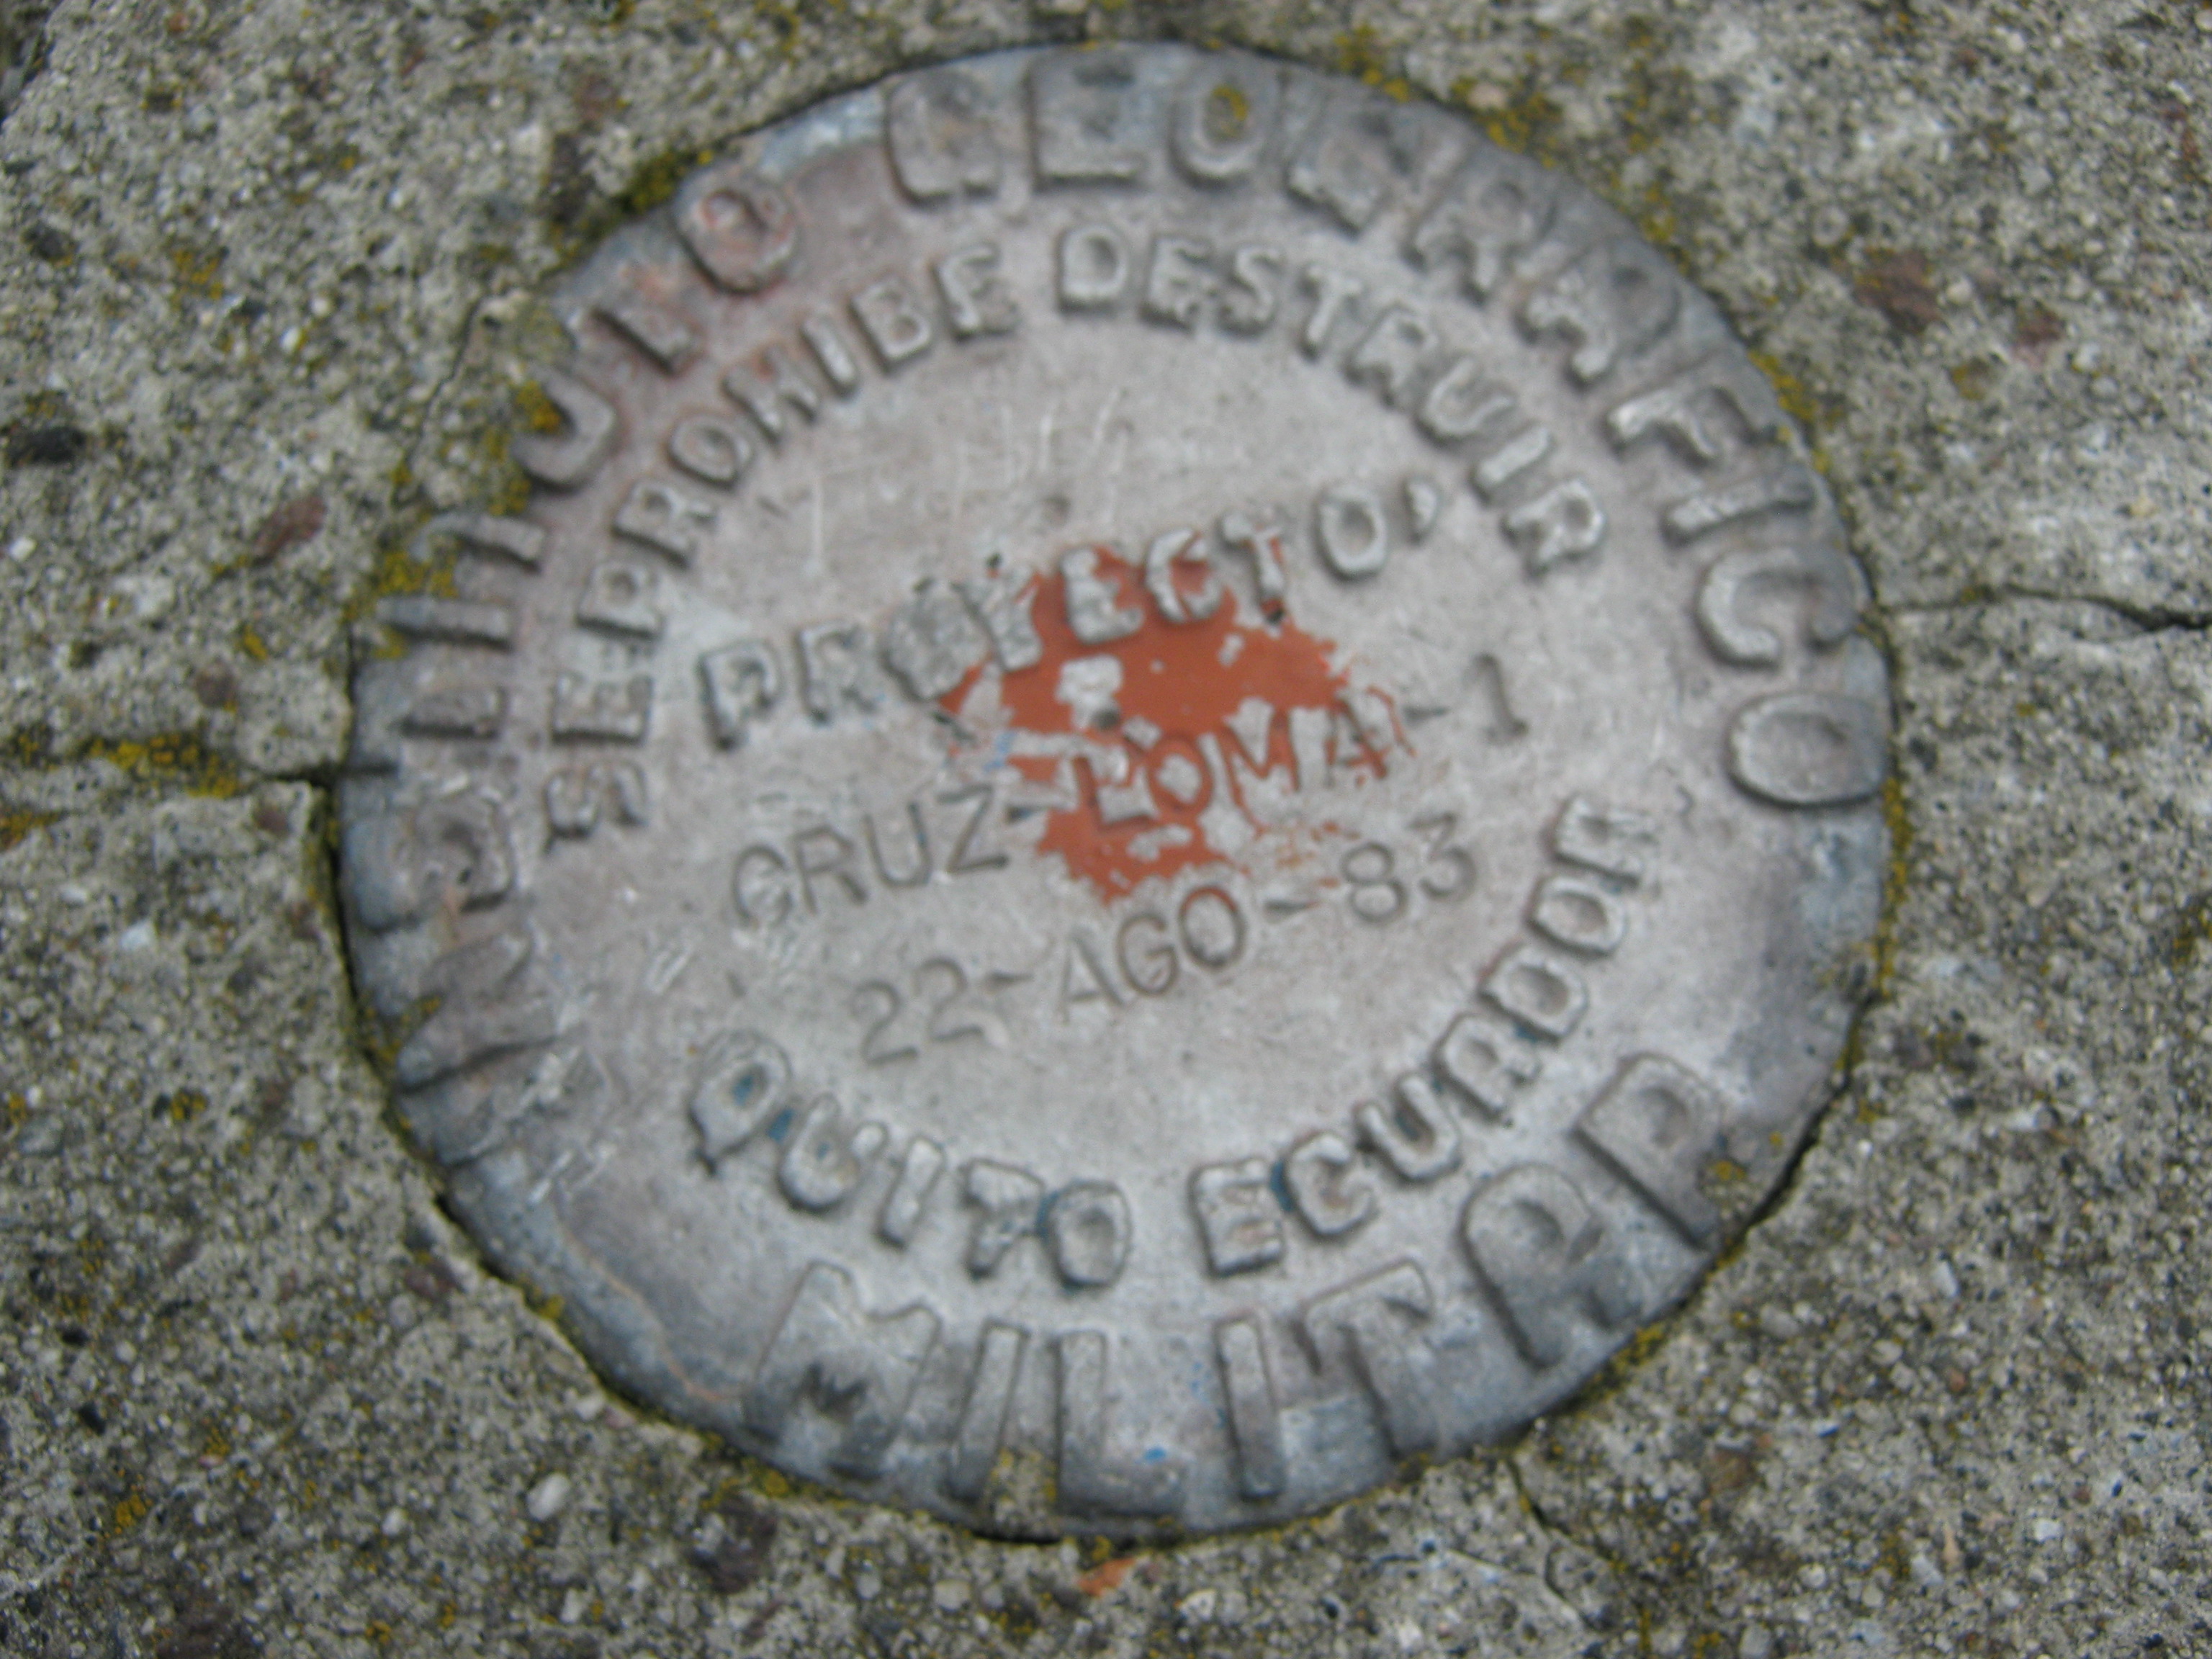 INSTITUTO GEOGRAFICO
SE PROHIBE DESTRUIR
PROYECTO,
CRUZ-LOMA-1
22-AGO-83
QUITO ECUADOR
MILITAR